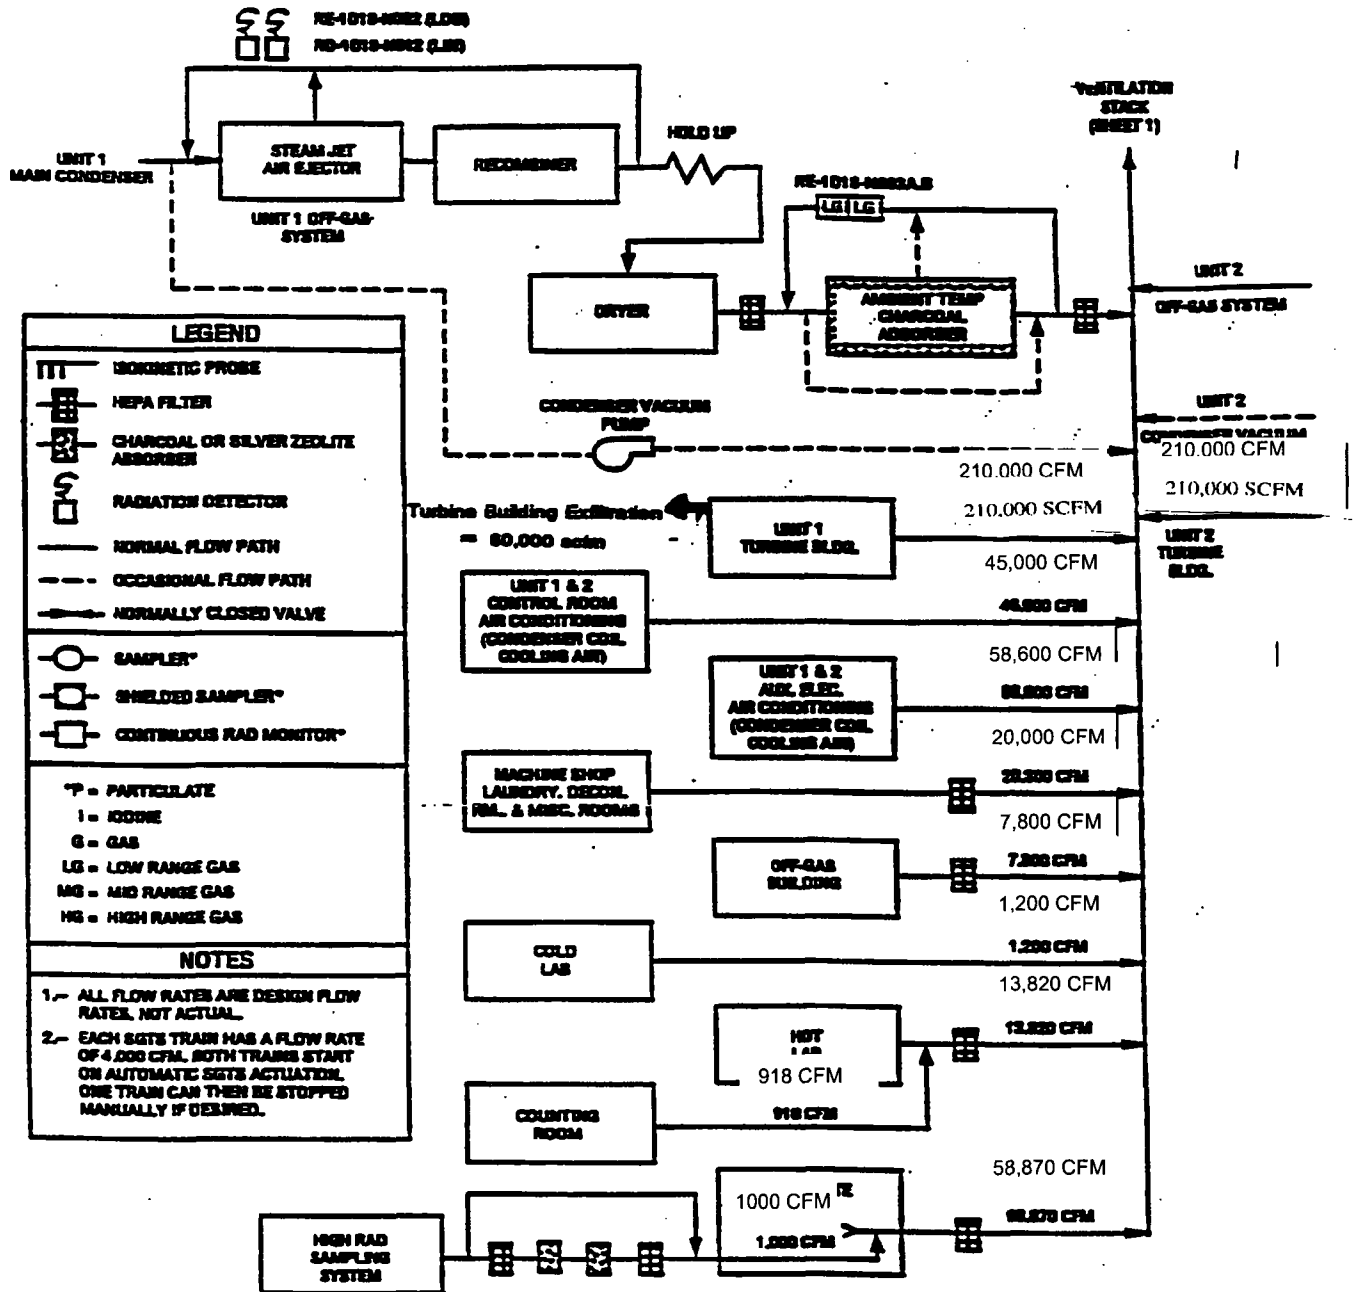 VENTILATION
STACK
(SHEET 1)
UNIT 1
MAIN CONDENSER
STEAM JET
AIR EJECTOR
RECOMBINER
HOLD UP
UNIT 1 OFF-GAS
SYSTEM
DRYER
AMBIENT TEMP
CHARCOAL
ADSORBER
LG LG
UNIT 2
OFF-GAS SYSTEM
CONDENSER VACUUM
PUMP
UNIT 2
CONDENSER VACUUM
210.000 CFM
210.000 CFM
210,000 SCFM
210,000 SCFM
UNIT 2
TURBINE
BLDG.
Turbine Building Exfiltration
= 60,000 acfm
UNIT 1
TURBINE BLDG.
45,000 CFM
UNIT 1 & 2
CONTROL ROOM
AIR CONDITIONING
(CONDENSER COIL
COOLING AIR)
58,600 CFM
UNIT 1 & 2
AUX. ELEC.
AIR CONDITIONING
(CONDENSER COIL
COOLING AIR)
20,000 CFM
MACHINE SHOP
LAUNDRY, DECON.
RM., & MISC. ROOMS
7,800 CFM
OFF-GAS
BUILDING
1,200 CFM
COLD
LAB
1,200 CFM
13,820 CFM
HOT
918 CFM
13,820 CFM
COUNTING
ROOM
918 CFM
58,870 CFM
HIGH RAD
SAMPLING
SYSTEM
1000 CFM
1,000 CFM
LEGEND
ISOKINETIC PROBE
HEPA FILTER
CHARCOAL OR SILVER ZEOLITE
ABSORBER
RADIATION DETECTOR
NORMAL FLOW PATH
OCCASIONAL FLOW PATH
NORMALLY CLOSED VALVE
SAMPLER*
SHIELDED SAMPLER*
CONTINUOUS RAD MONITOR*
*P = PARTICULATE
I = IODINE
G = GAS
LG = LOW RANGE GAS
MG = MID RANGE GAS
HG = HIGH RANGE GAS
NOTES
1.- ALL FLOW RATES ARE DESIGN FLOW
RATES, NOT ACTUAL.
2.- EACH SGTS TRAIN HAS A FLOW RATE
OF 4,000 CFM. BOTH TRAINS START
ON AUTOMATIC SGTS ACTUATION.
ONE TRAIN CAN THEN BE STOPPED
MANUALLY IF DESIRED.